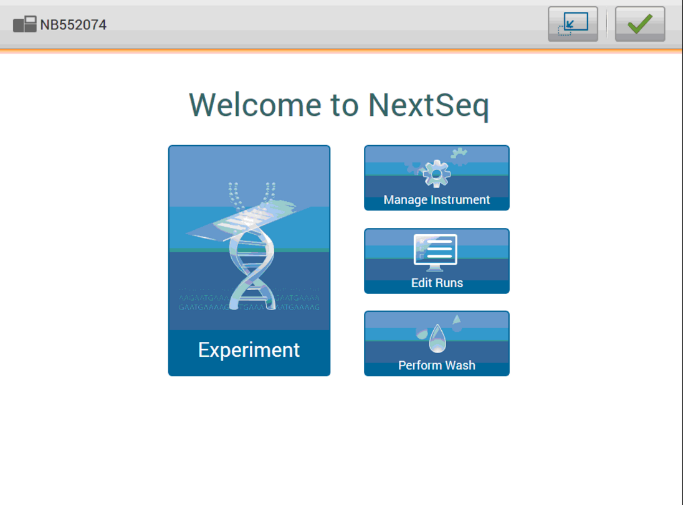 NB552074
Welcome to NextSeq
Experiment
Manage Instrument
Edit Runs
Perform Wash